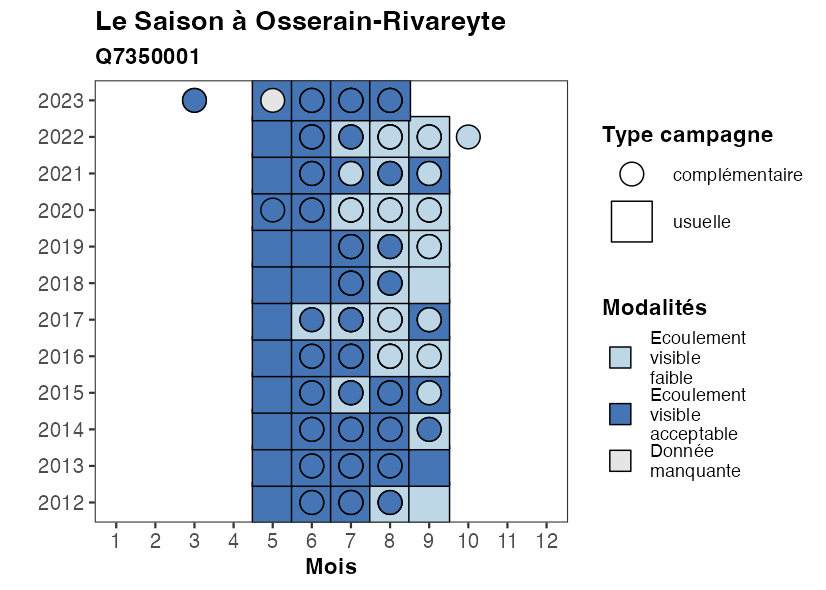 Le Saison à Osserain-Rivareyte
Q7350001
2023
2022
2021
2020
2019
2018
2017
2016
2015
2014
2013
2012
1 2 3 4 5 6 7 8 9 10 11 12
Mois
Type campagne
complémentaire
usuelle
Modalités
Ecoulement
visible
faible
Ecoulement
visible
acceptable
Donnée
manquante